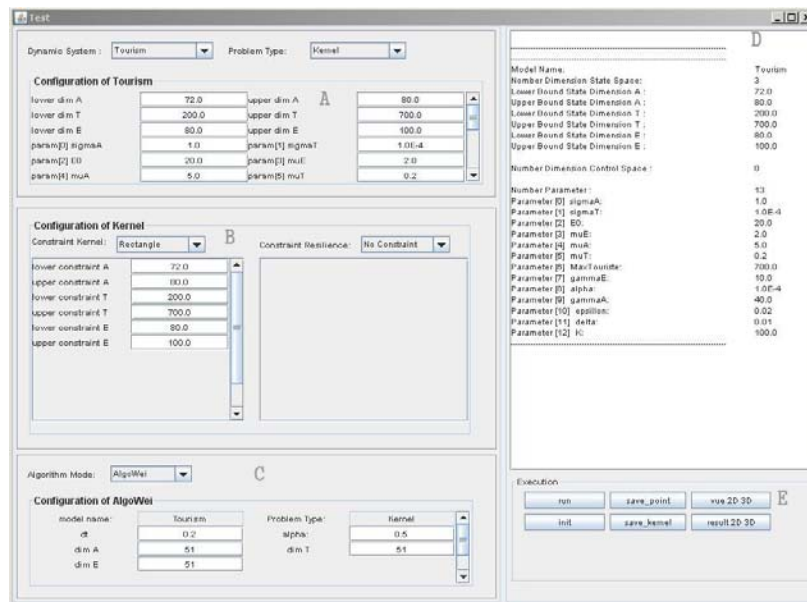 Test
Dynamic System : Tourism Problem Type: Kernel
Configuration of Tourism
A
lower dim A 72.0 upper dim A 80.0
lower dim T 200.0 upper dim T 700.0
lower dim E 80.0 upper dim E 100.0
param[0] sigmaA 1.0 param[1] sigmaT 1.0E-4
param[2] E0 20.0 param[3] muE 2.0
param[4] muA 5.0 param[5] muT 0.2
Configuration of Kernel
Constraint Kernel: Rectangle B Constraint Resilience: No Constraint
lower constraint A 72.0
upper constraint A 80.0
lower constraint T 200.0
upper constraint T 700.0
lower constraint E 80.0
upper constraint E 100.0
Algorithm Mode: AlgoWei C
Configuration of AlgoWei
model name: Tourism Problem Type: Kernel
dt 0.2 alpha: 0.5
dim A 51 dim T 51
dim E 51
D
Model Name: Tourism
Nomber Dimension State Space: 3
Lower Bound State Dimension A : 72.0
Upper Bound State Dimension A : 80.0
Lower Bound State Dimension T : 200.0
Upper Bound State Dimension T : 700.0
Lower Bound State Dimension E : 80.0
Upper Bound State Dimension E : 100.0
Number Dimension Control Space : 0
Number Parameter : 13
Parameter [0] sigmaA: 1.0
Parameter [1] sigmaT: 1.0E-4
Parameter [2] E0: 20.0
Parameter [3] muE: 2.0
Parameter [4] muA: 5.0
Parameter [5] muT: 0.2
Parameter [6] MaxTouriste: 700.0
Parameter [7] gammaE: 10.0
Parameter [8] alpha: 1.0E-4
Parameter [9] gammaA: 40.0
Parameter [10] epsillon: 0.02
Parameter [11] delta: 0.01
Parameter [12] K: 100.0
Execution
run save_point vue 2D 3D E
init save_kernel result 2D 3D